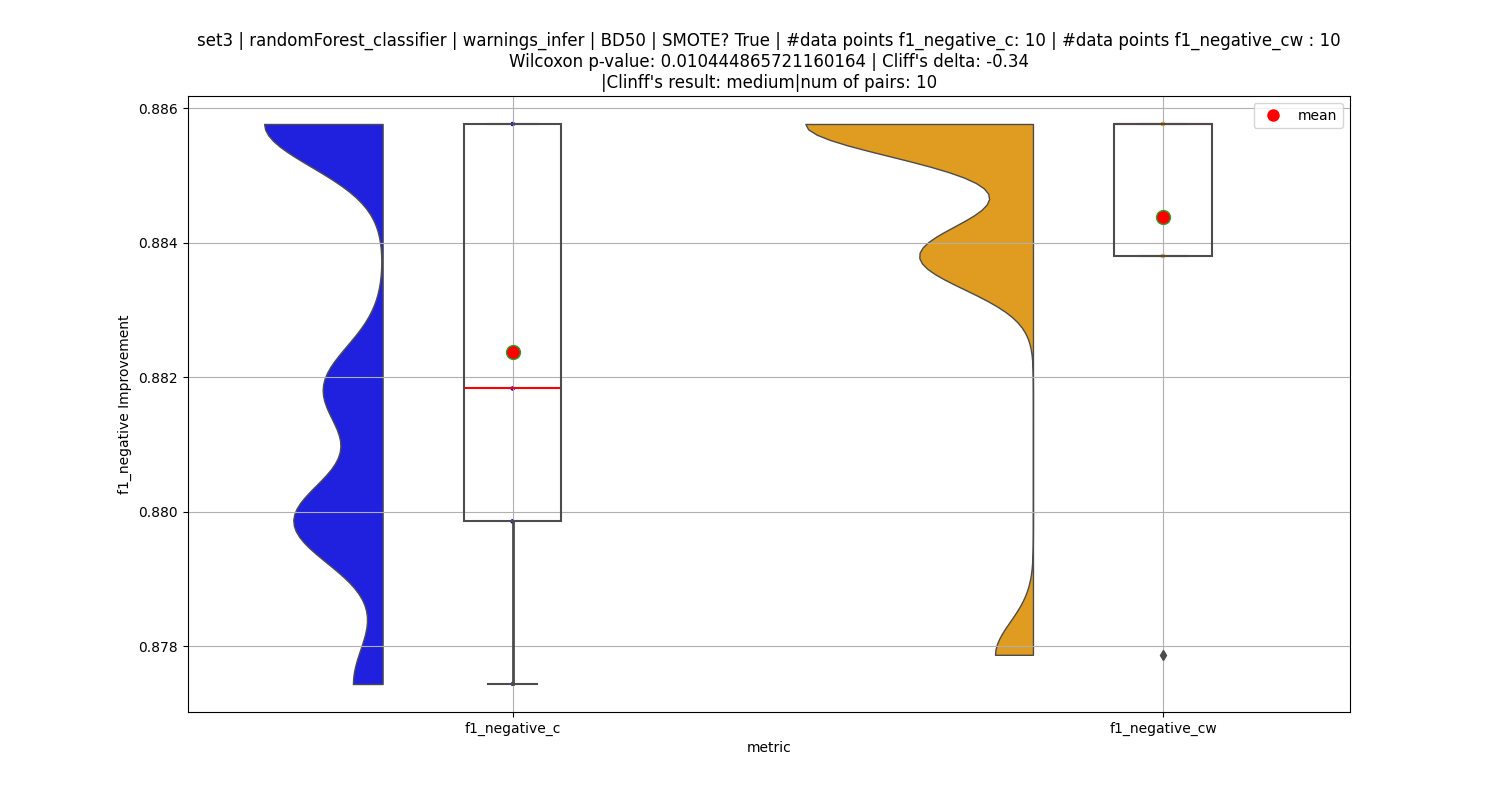 set3 | randomForest_classifier | warnings_infer | BD50 | SMOTE? True | #data points f1_negative_c: 10 | #data points f1_negative_cw : 10
Wilcoxon p-value: 0.010444865721160164 | Cliff's delta: -0.34
|Clinff's result: medium|num of pairs: 10
mean
0.886
0.884
0.882
0.880
0.878
f1_negative Improvement
f1_negative_c
f1_negative_cw
metric